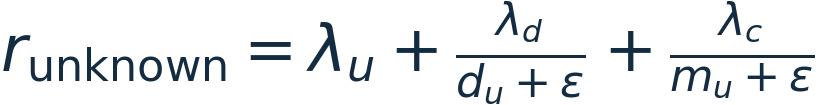 r_unknown = λ_u + λ_d/(d_u + ε) + λ_c/(m_u + ε)